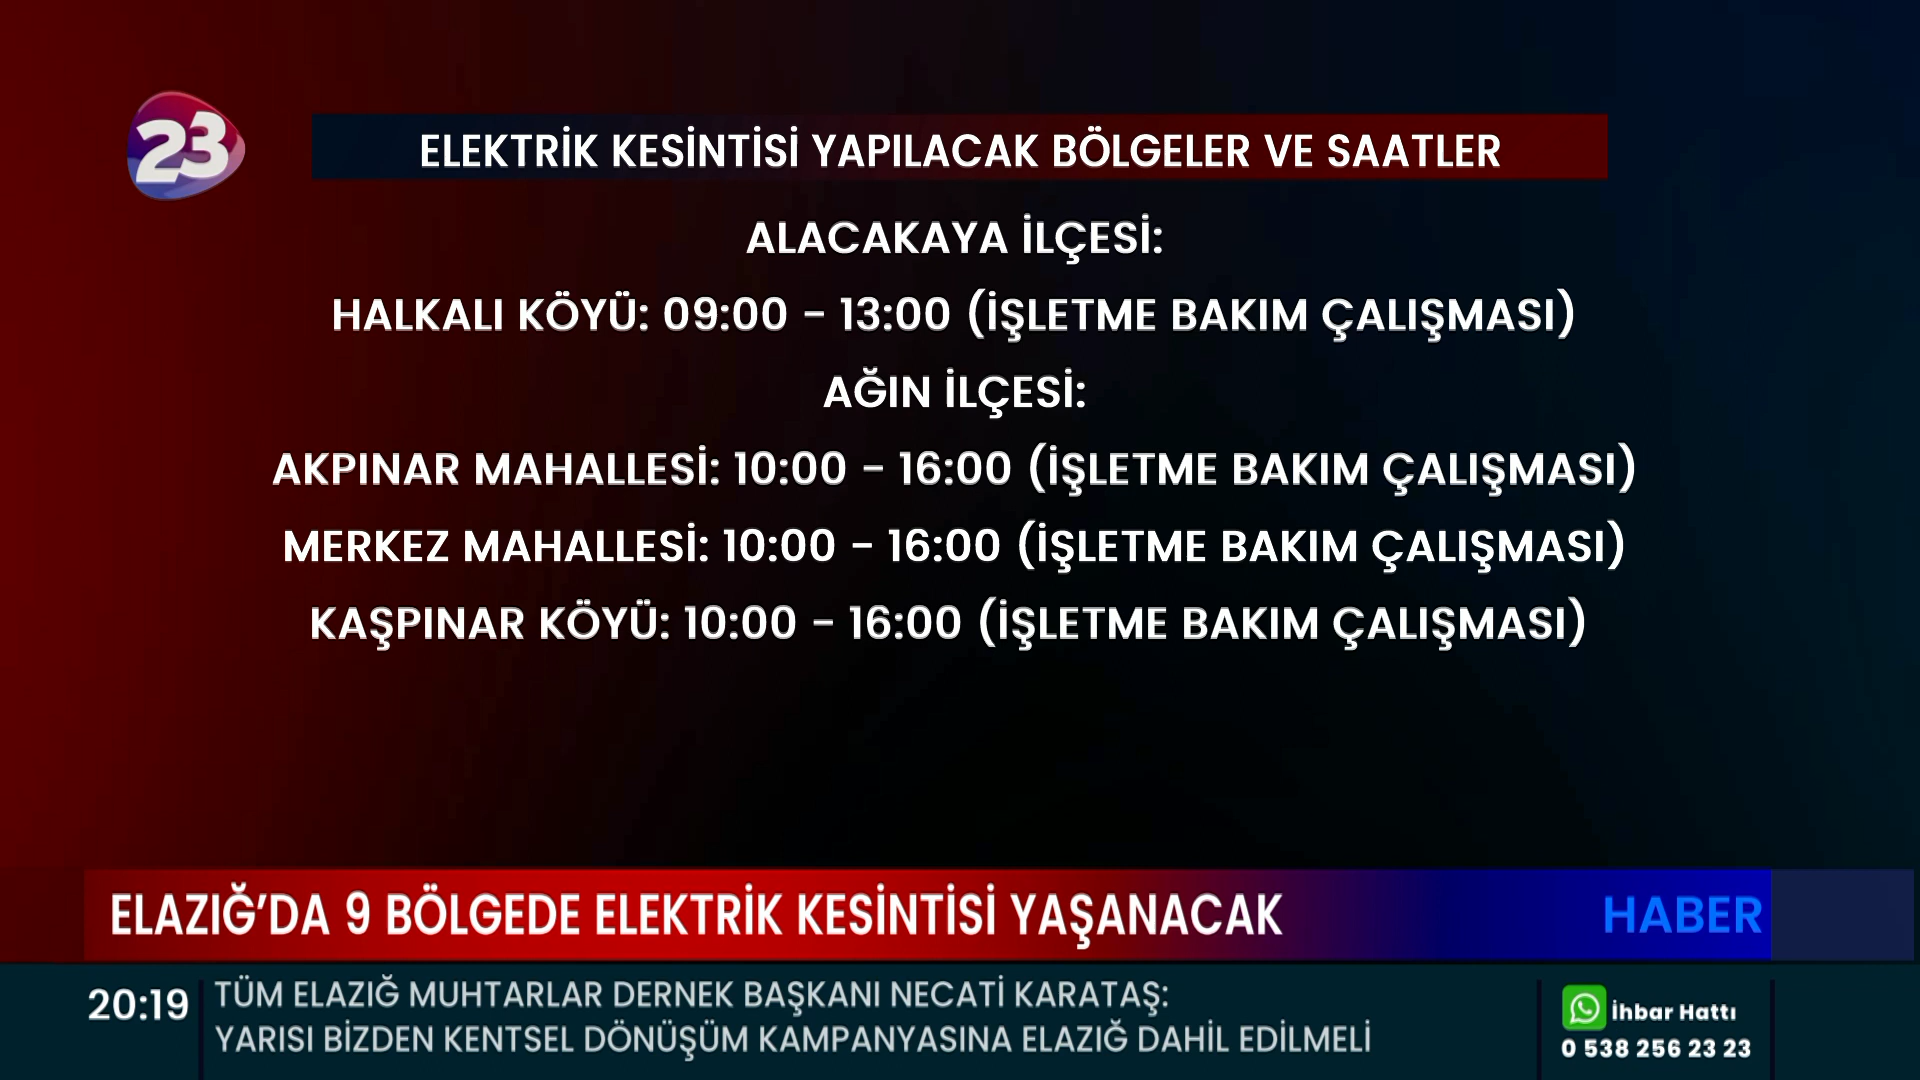 23
ELEKTRİK KESİNTİSİ YAPILACAK BÖLGELER VE SAATLER
ALACAKAYA İLÇESİ:
HALKALI KÖYÜ: 09:00 - 13:00 (İŞLETME BAKIM ÇALIŞMASI)
AĞIN İLÇESİ:
AKPINAR MAHALLESİ: 10:00 - 16:00 (İŞLETME BAKIM ÇALIŞMASI)
MERKEZ MAHALLESİ: 10:00 - 16:00 (İŞLETME BAKIM ÇALIŞMASI)
KAŞPINAR KÖYÜ: 10:00 - 16:00 (İŞLETME BAKIM ÇALIŞMASI)
ELAZIĞ'DA 9 BÖLGEDE ELEKTRİK KESİNTİSİ YAŞANACAK
HABER
20:19
TÜM ELAZIĞ MUHTARLAR DERNEK BAŞKANI NECATİ KARATAŞ:
YARISI BİZDEN KENTSEL DÖNÜŞÜM KAMPANYASINA ELAZIĞ DAHİL EDİLMELİ
İhbar Hattı
0 538 256 23 23